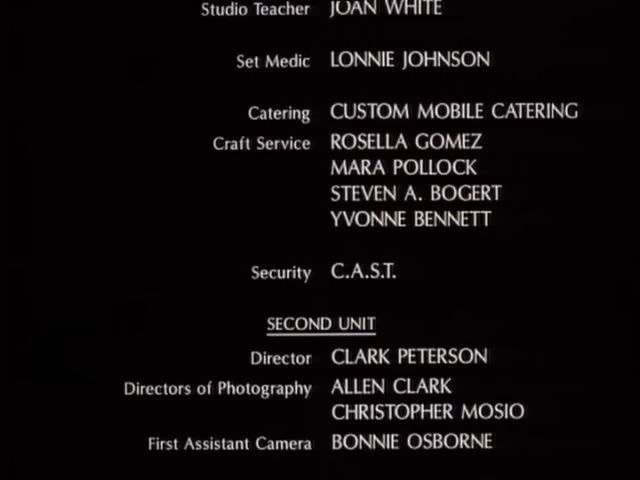 Studio Teacher JOAN WHITE
Set Medic LONNIE JOHNSON
Catering CUSTOM MOBILE CATERING
Craft Service ROSELLA GOMEZ
MARA POLLOCK
STEVEN A. BOGERT
YVONNE BENNETT
Security C.A.S.T.
SECOND UNIT
Director CLARK PETERSON
Directors of Photography ALLEN CLARK
CHRISTOPHER MOSIO
First Assistant Camera BONNIE OSBORNE